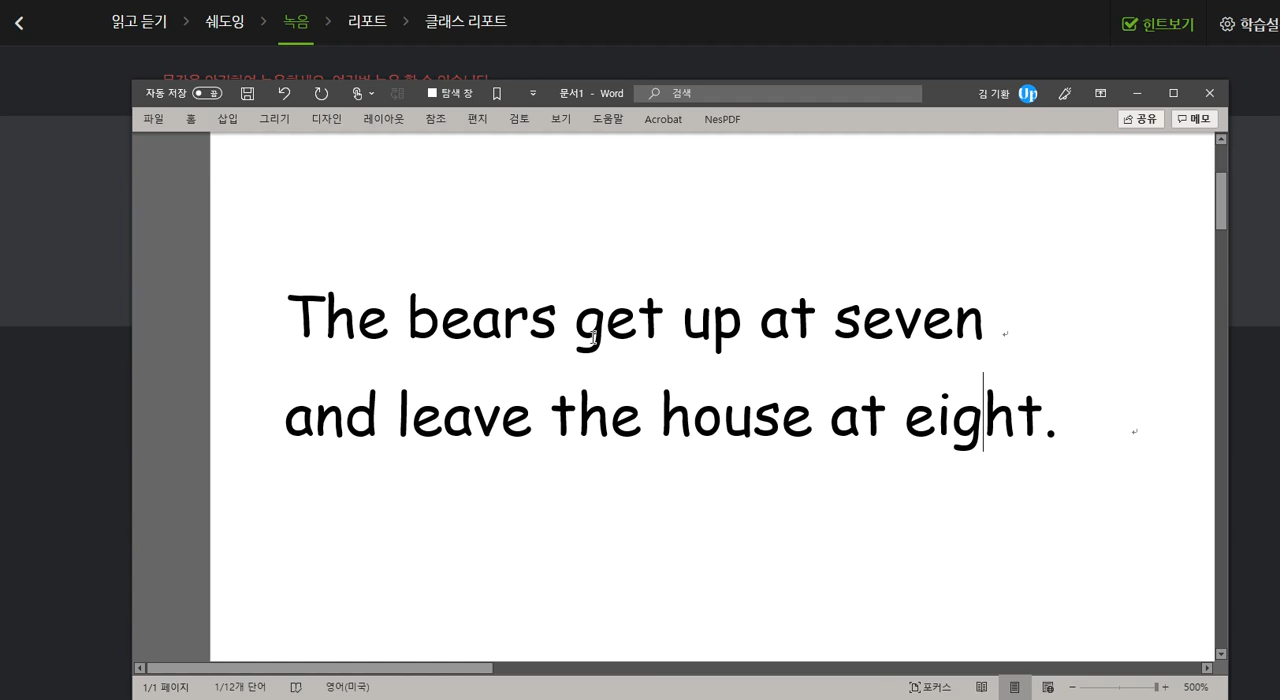 읽고 듣기 > 쉐도잉 > 녹음 > 리포트 > 클래스 리포트
힌트보기
학습설
자동 저장
탐색 창
문서1 - Word
검색
김 기환
Up
파일 홈 삽입 그리기 디자인 레이아웃 참조 편지 검토 보기 도움말 Acrobat NesPDF
공유 메모
The bears get up at seven
and leave the house at eight.
1/1 페이지 1/12개 단어 영어(미국)
포커스 500%